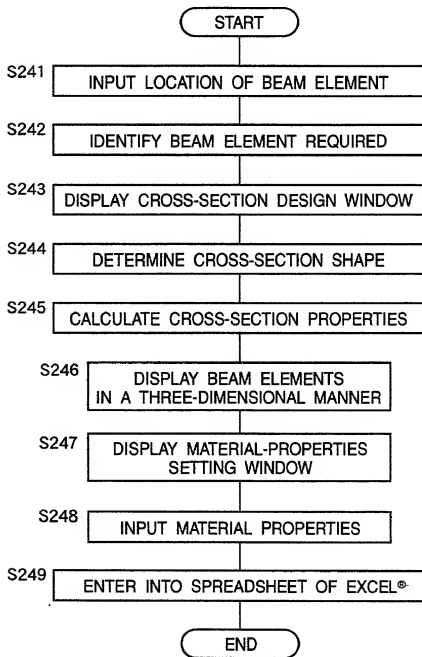 START
S241
INPUT LOCATION OF BEAM ELEMENT
S242
IDENTIFY BEAM ELEMENT REQUIRED
S243
DISPLAY CROSS-SECTION DESIGN WINDOW
S244
DETERMINE CROSS-SECTION SHAPE
S245
CALCULATE CROSS-SECTION PROPERTIES
S246
DISPLAY BEAM ELEMENTS
IN A THREE-DIMENSIONAL MANNER
S247
DISPLAY MATERIAL-PROPERTIES
SETTING WINDOW
S248
INPUT MATERIAL PROPERTIES
S249
ENTER INTO SPREADSHEET OF EXCEL®
END